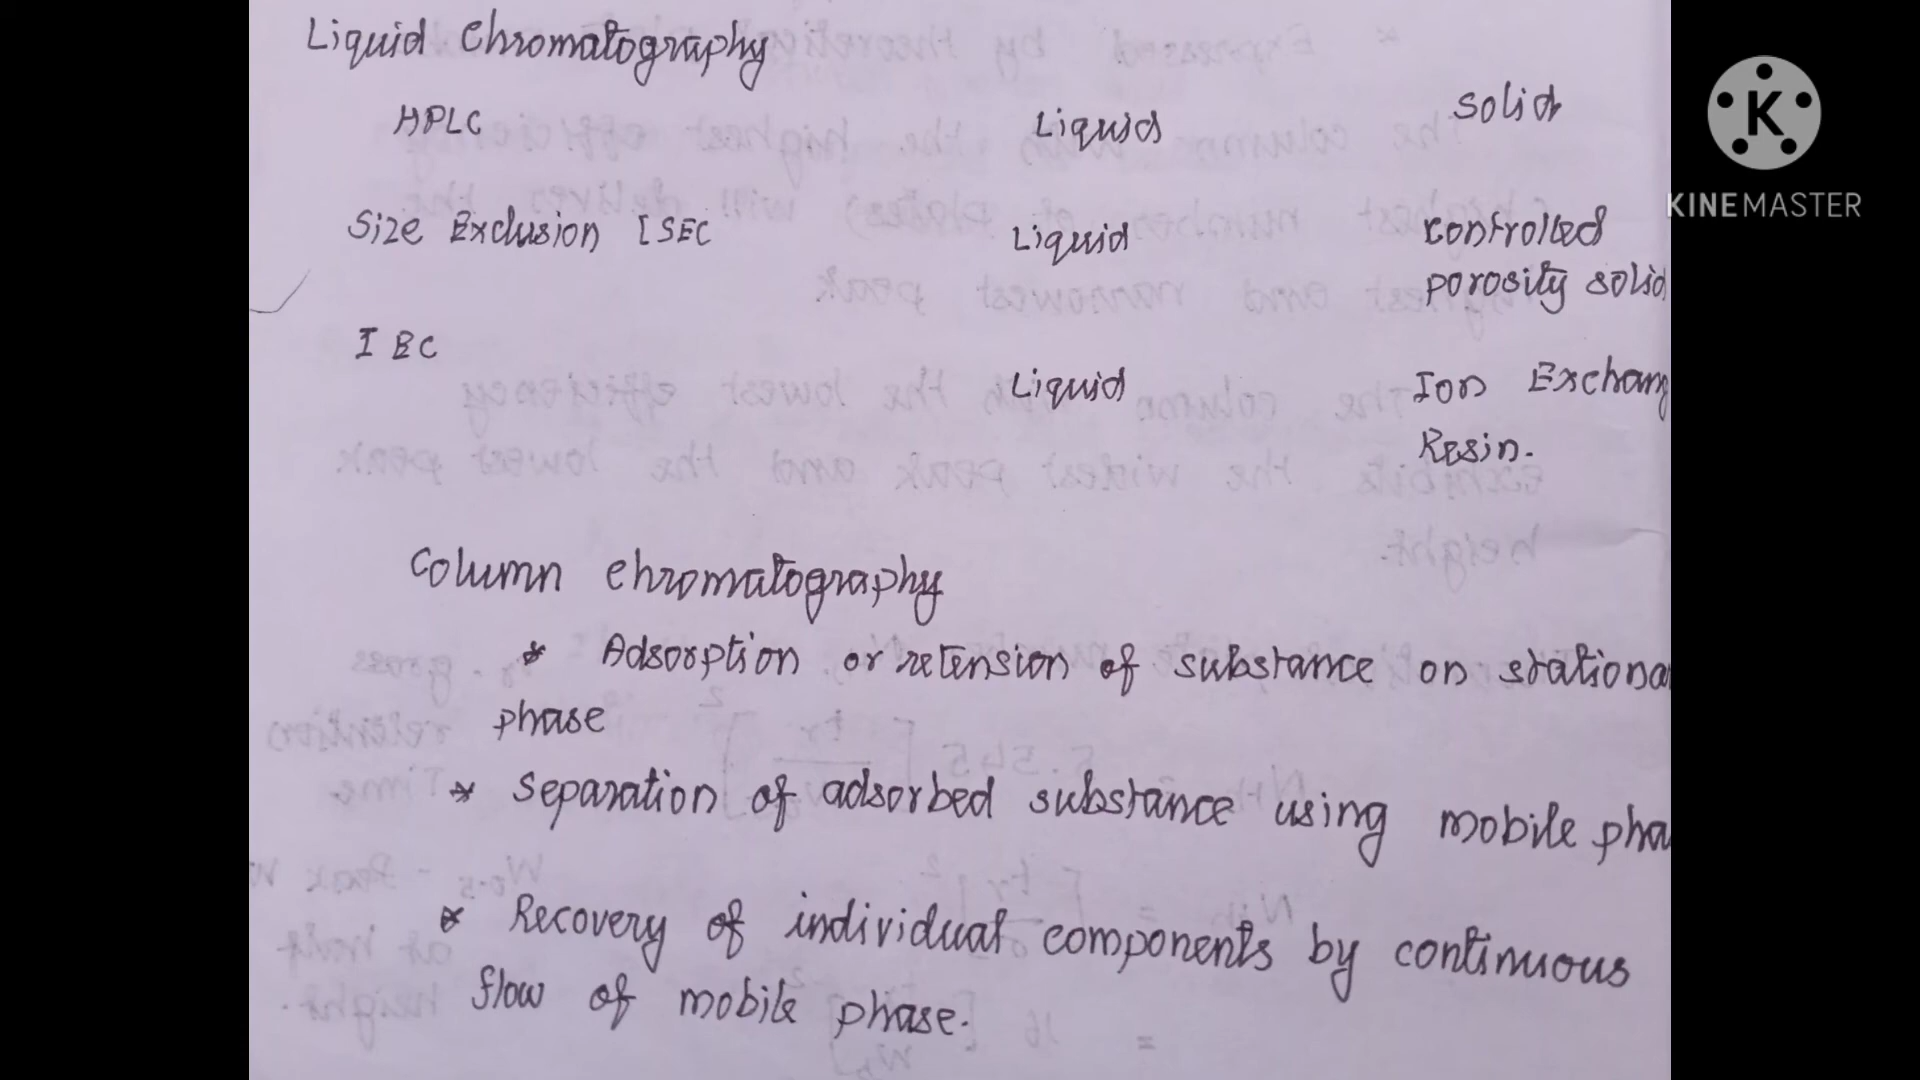 Liquid Chromatography
HPLC Liquid Solid
Size Exclusion [SEC Liquid controlled
porosity solid
IEC
Liquid Ion Exchang
Resin.
Column chromatography
* Adsorption or retension of substance on stationa
phase
* Separation of adsorbed substance using mobile pha
* Recovery of individual components by continuous
flow of mobile phase.
K
KINEMASTER